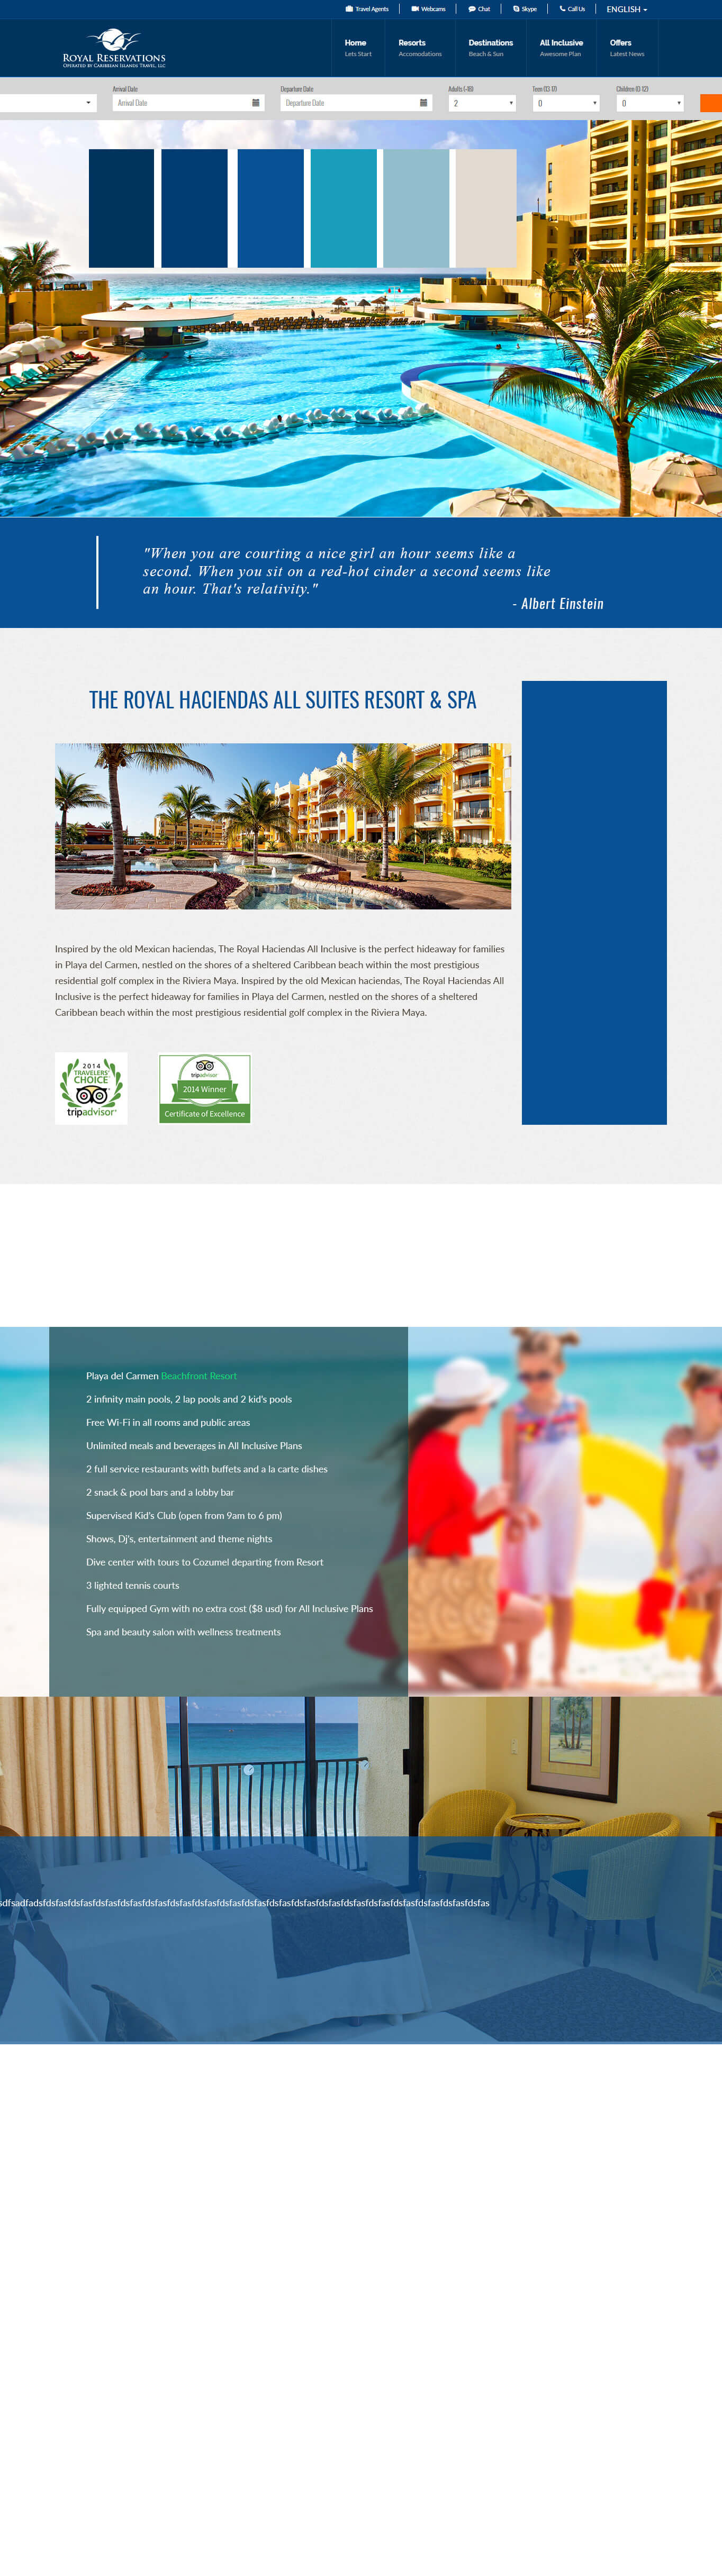 Travel Agents
Webcams
Chat
Skype
Call Us
ENGLISH
ROYAL RESERVATIONS
OPERATED BY CARIBBEAN ISLANDS TRAVEL, LLC
Home
Lets Start
Resorts
Accomodations
Destinations
Beach & Sun
All Inclusive
Awesome Plan
Offers
Latest News
Arrival Date
Arrival Date
Departure Date
Departure Date
Adults (+18)
2
Teen (13-17)
0
Children (0-12)
0
"When you are courting a nice girl an hour seems like a
second. When you sit on a red-hot cinder a second seems like
an hour. That's relativity."
- Albert Einstein
THE ROYAL HACIENDAS ALL SUITES RESORT & SPA
Inspired by the old Mexican haciendas, The Royal Haciendas All Inclusive is the perfect hideaway for families
in Playa del Carmen, nestled on the shores of a sheltered Caribbean beach within the most prestigious
residential golf complex in the Riviera Maya. Inspired by the old Mexican haciendas, The Royal Haciendas All
Inclusive is the perfect hideaway for families in Playa del Carmen, nestled on the shores of a sheltered
Caribbean beach within the most prestigious residential golf complex in the Riviera Maya.
2014
TRAVELERS'
CHOICE
tripadvisor
tripadvisor
2014 Winner
Certificate of Excellence
Playa del Carmen Beachfront Resort
2 infinity main pools, 2 lap pools and 2 kid's pools
Free Wi-Fi in all rooms and public areas
Unlimited meals and beverages in All Inclusive Plans
2 full service restaurants with buffets and a la carte dishes
2 snack & pool bars and a lobby bar
Supervised Kid's Club (open from 9am to 6 pm)
Shows, Dj's, entertainment and theme nights
Dive center with tours to Cozumel departing from Resort
3 lighted tennis courts
Fully equipped Gym with no extra cost ($8 usd) for All Inclusive Plans
Spa and beauty salon with wellness treatments